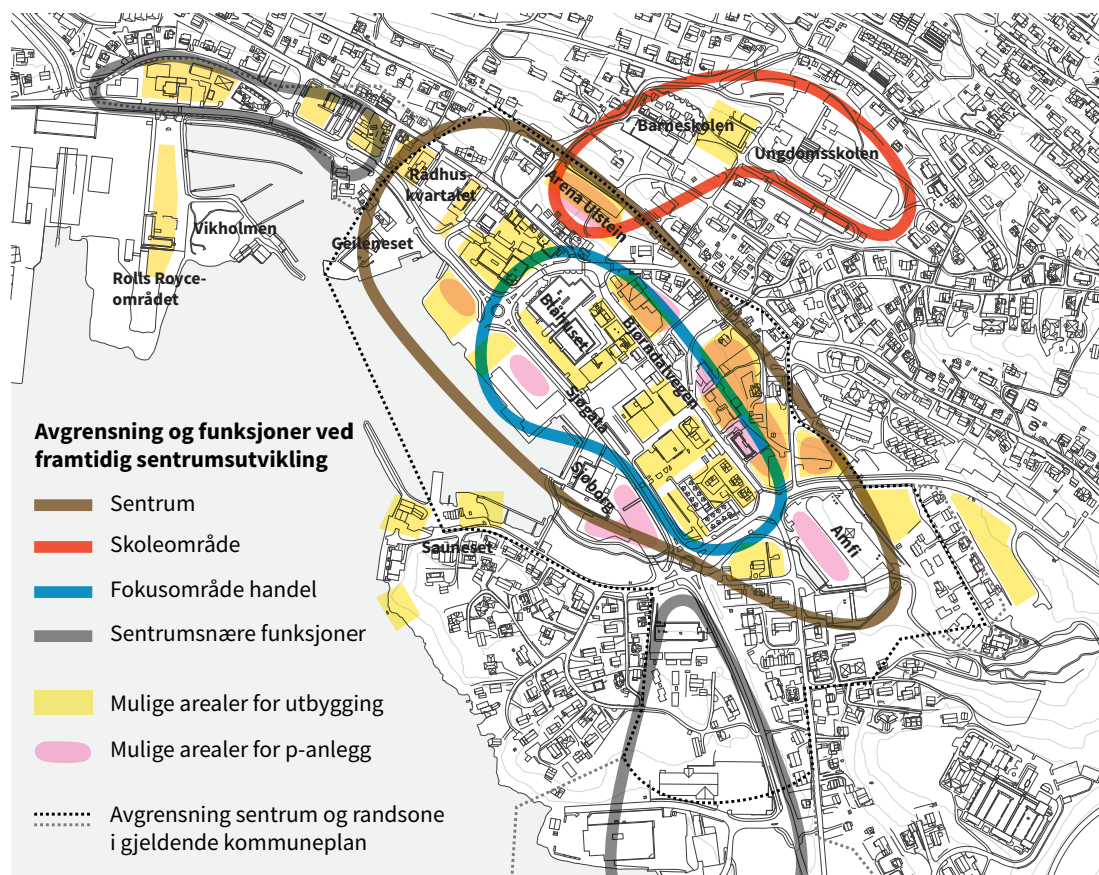 Barneskolen
Ungdomsskolen
Rådhus-
kvartalet
Arena Ulstein
Vikholmen
Geileneset
Rolls Royce-
området
Blåhuset
Bjørndalvegen
Sjøgata
Sjøborg
Amfi
Sauneset
Avgrensning og funksjoner ved
framtidig sentrumsutvikling
Sentrum
Skoleområde
Fokusområde handel
Sentrumsnære funksjoner
Mulige arealer for utbygging
Mulige arealer for p-anlegg
Avgrensning sentrum og randsone
i gjeldende kommuneplan